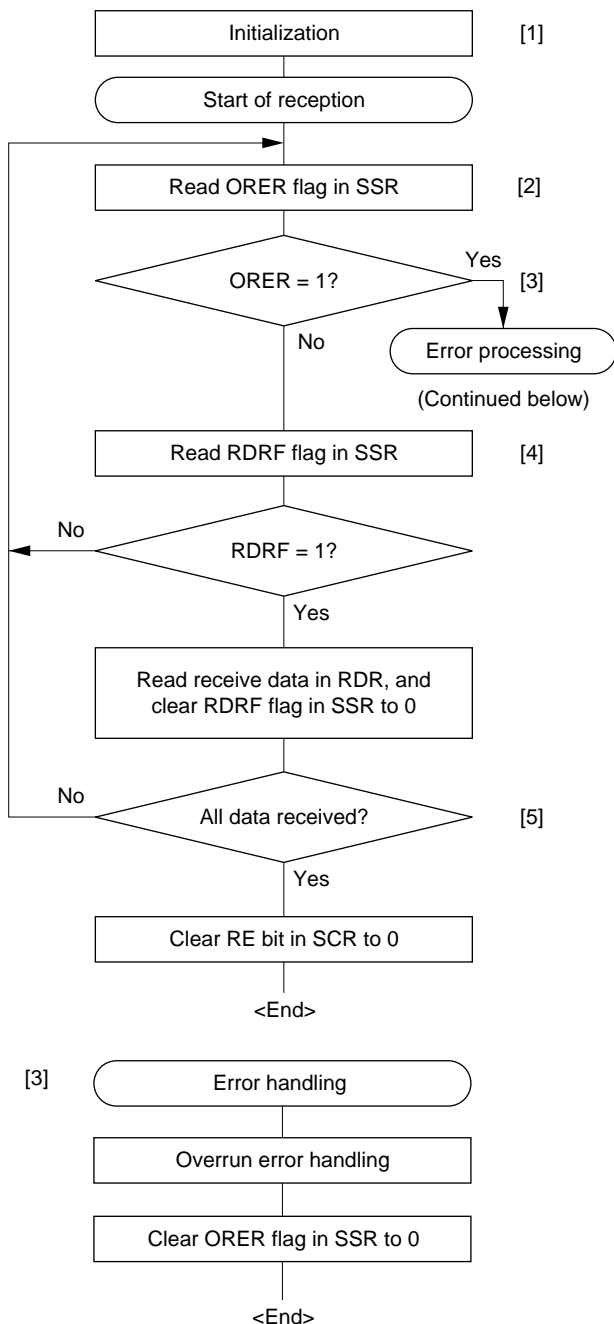 Initialization
[1]
Start of reception
Read ORER flag in SSR
[2]
ORER = 1?
Yes
[3]
No
Error processing
(Continued below)
Read RDRF flag in SSR
[4]
No
RDRF = 1?
Yes
Read receive data in RDR, and
clear RDRF flag in SSR to 0
No
All data received?
[5]
Yes
Clear RE bit in SCR to 0
<End>
[3]
Error handling
Overrun error handling
Clear ORER flag in SSR to 0
<End>